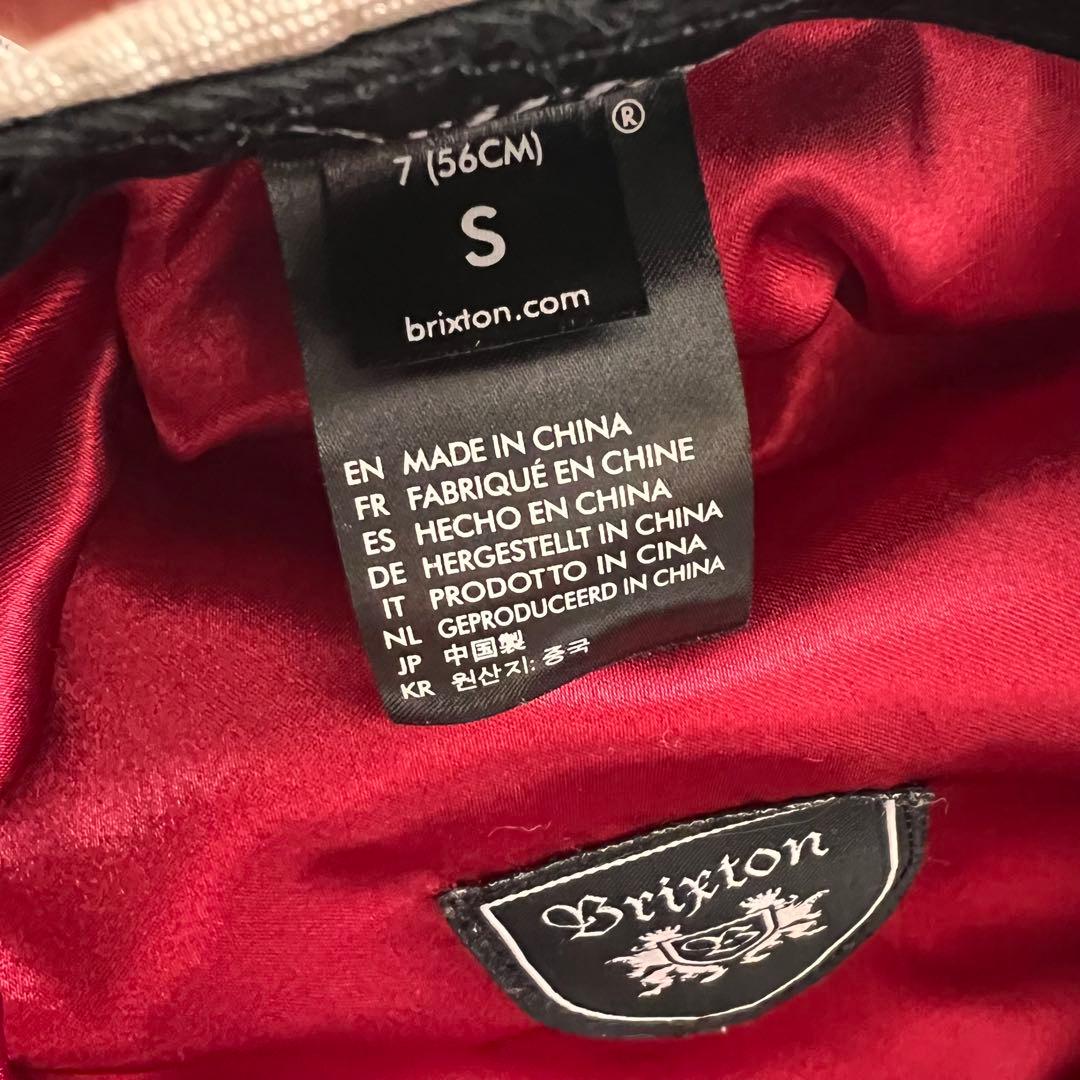 ®
7 (56CM)
S
brixton.com
EN MADE IN CHINA
FR FABRIQUÉ EN CHINE
ES HECHO EN CHINA
DE HERGESTELLT IN CHINA
IT PRODOTTO IN CINA
NL GEPRODUCEERD IN CHINA
JP 中国製
KR 원산지: 중국
Brixton
B